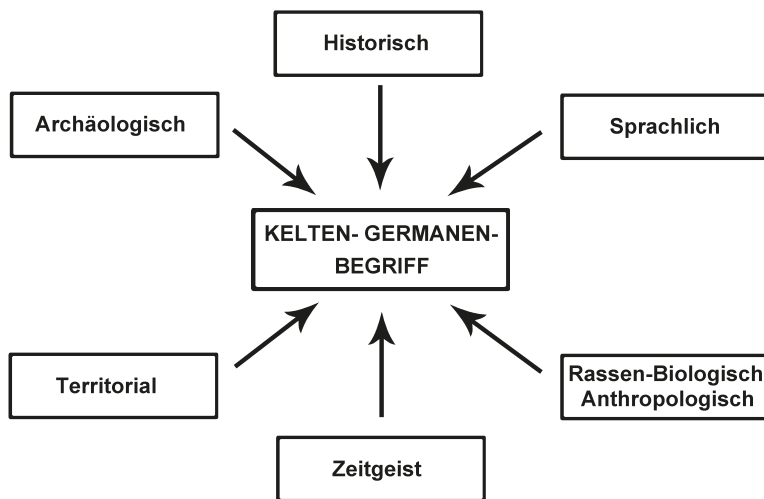 Historisch
Archäologisch
Sprachlich
KELTEN- GERMANEN-
BEGRIFF
Territorial
Rassen-Biologisch
Anthropologisch
Zeitgeist